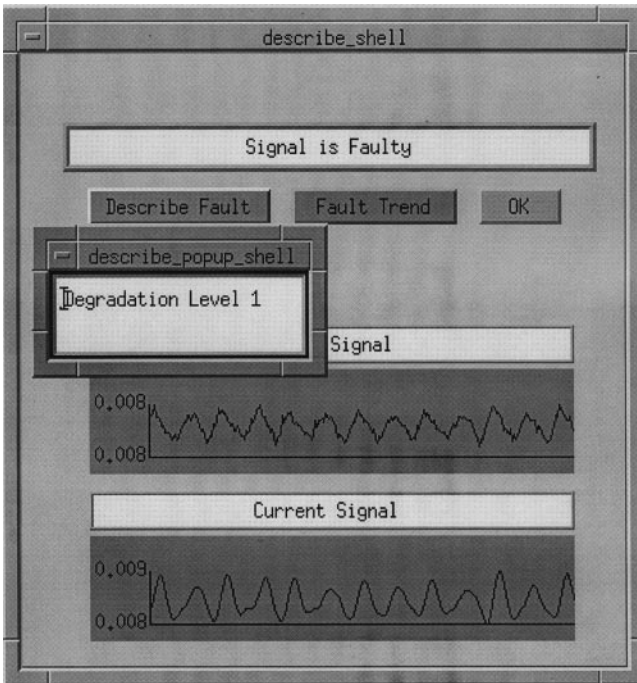 describe_shell
Signal is Faulty
Describe Fault
Fault Trend
OK
describe_popup_shell
Degradation Level 1
Signal
0.008
0.008
Current Signal
0.009
0.008